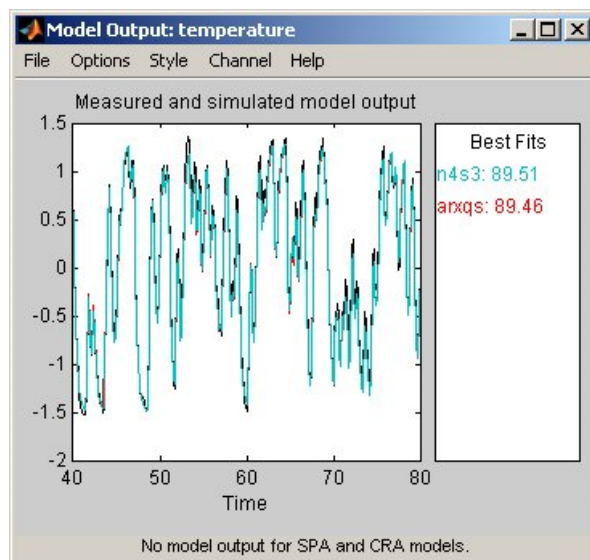 Model Output: temperature
File Options Style Channel Help
Measured and simulated model output
1.5
1
0.5
0
-0.5
-1
-1.5
-2
40 50 60 70 80
Time
Best Fits
n4s3: 89.51
arxqs: 89.46
No model output for SPA and CRA models.